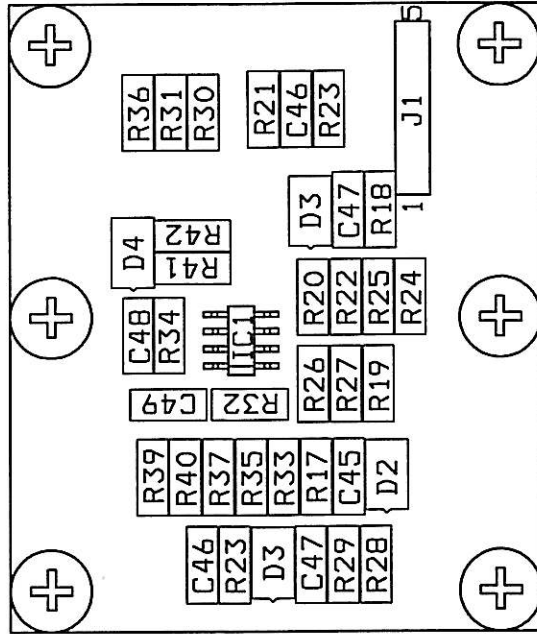 5
J1
1
R36
R31
R30
R21
C46
R23
D3
C47
R18
D4
R42
R41
R20
R22
R25
R24
C48
R34
IC1
R26
R27
R19
C49
R32
R39
R40
R37
R35
R33
R17
C45
D2
C46
R23
D3
C47
R29
R28